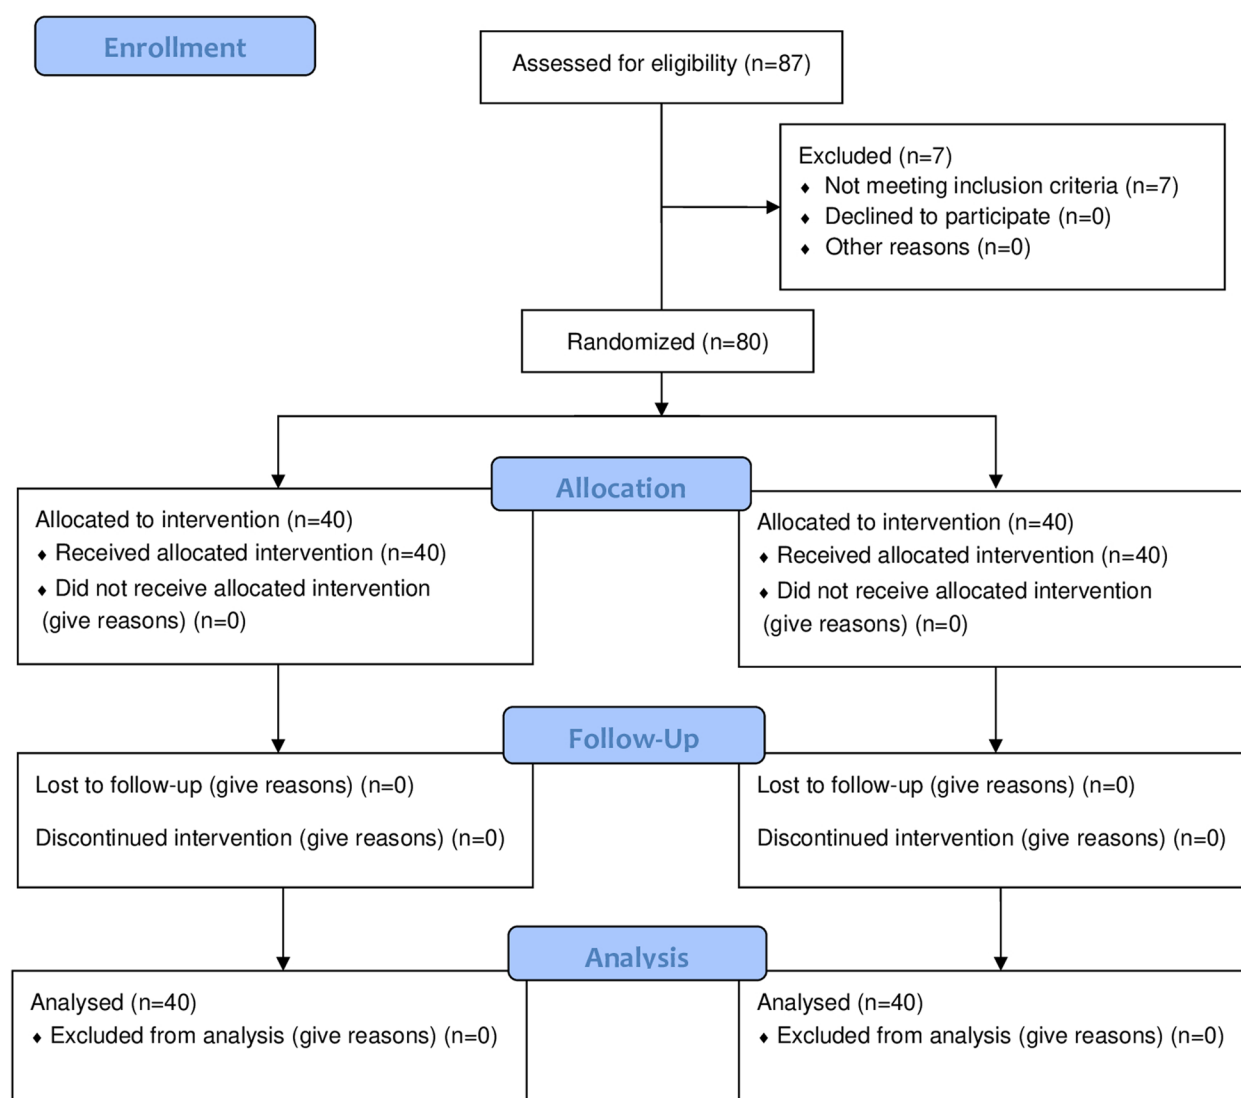 Enrollment
Assessed for eligibility (n=87)
Excluded (n=7)
♦ Not meeting inclusion criteria (n=7)
♦ Declined to participate (n=0)
♦ Other reasons (n=0)
Randomized (n=80)
Allocation
Allocated to intervention (n=40)
♦ Received allocated intervention (n=40)
♦ Did not receive allocated intervention
(give reasons) (n=0)
Allocated to intervention (n=40)
♦ Received allocated intervention (n=40)
♦ Did not receive allocated intervention
(give reasons) (n=0)
Follow-Up
Lost to follow-up (give reasons) (n=0)
Discontinued intervention (give reasons) (n=0)
Lost to follow-up (give reasons) (n=0)
Discontinued intervention (give reasons) (n=0)
Analysis
Analysed (n=40)
♦ Excluded from analysis (give reasons) (n=0)
Analysed (n=40)
♦ Excluded from analysis (give reasons) (n=0)